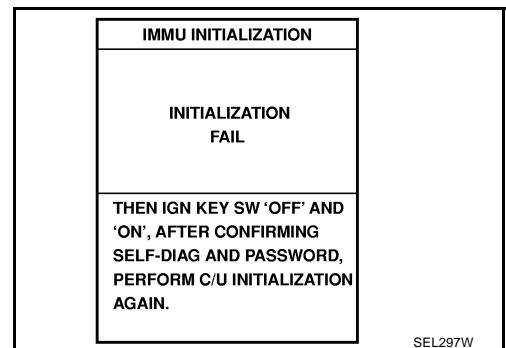 IMMU INITIALIZATION
INITIALIZATION
FAIL
THEN IGN KEY SW ‘OFF’ AND
‘ON’, AFTER CONFIRMING
SELF-DIAG AND PASSWORD,
PERFORM C/U INITIALIZATION
AGAIN.
SEL297W